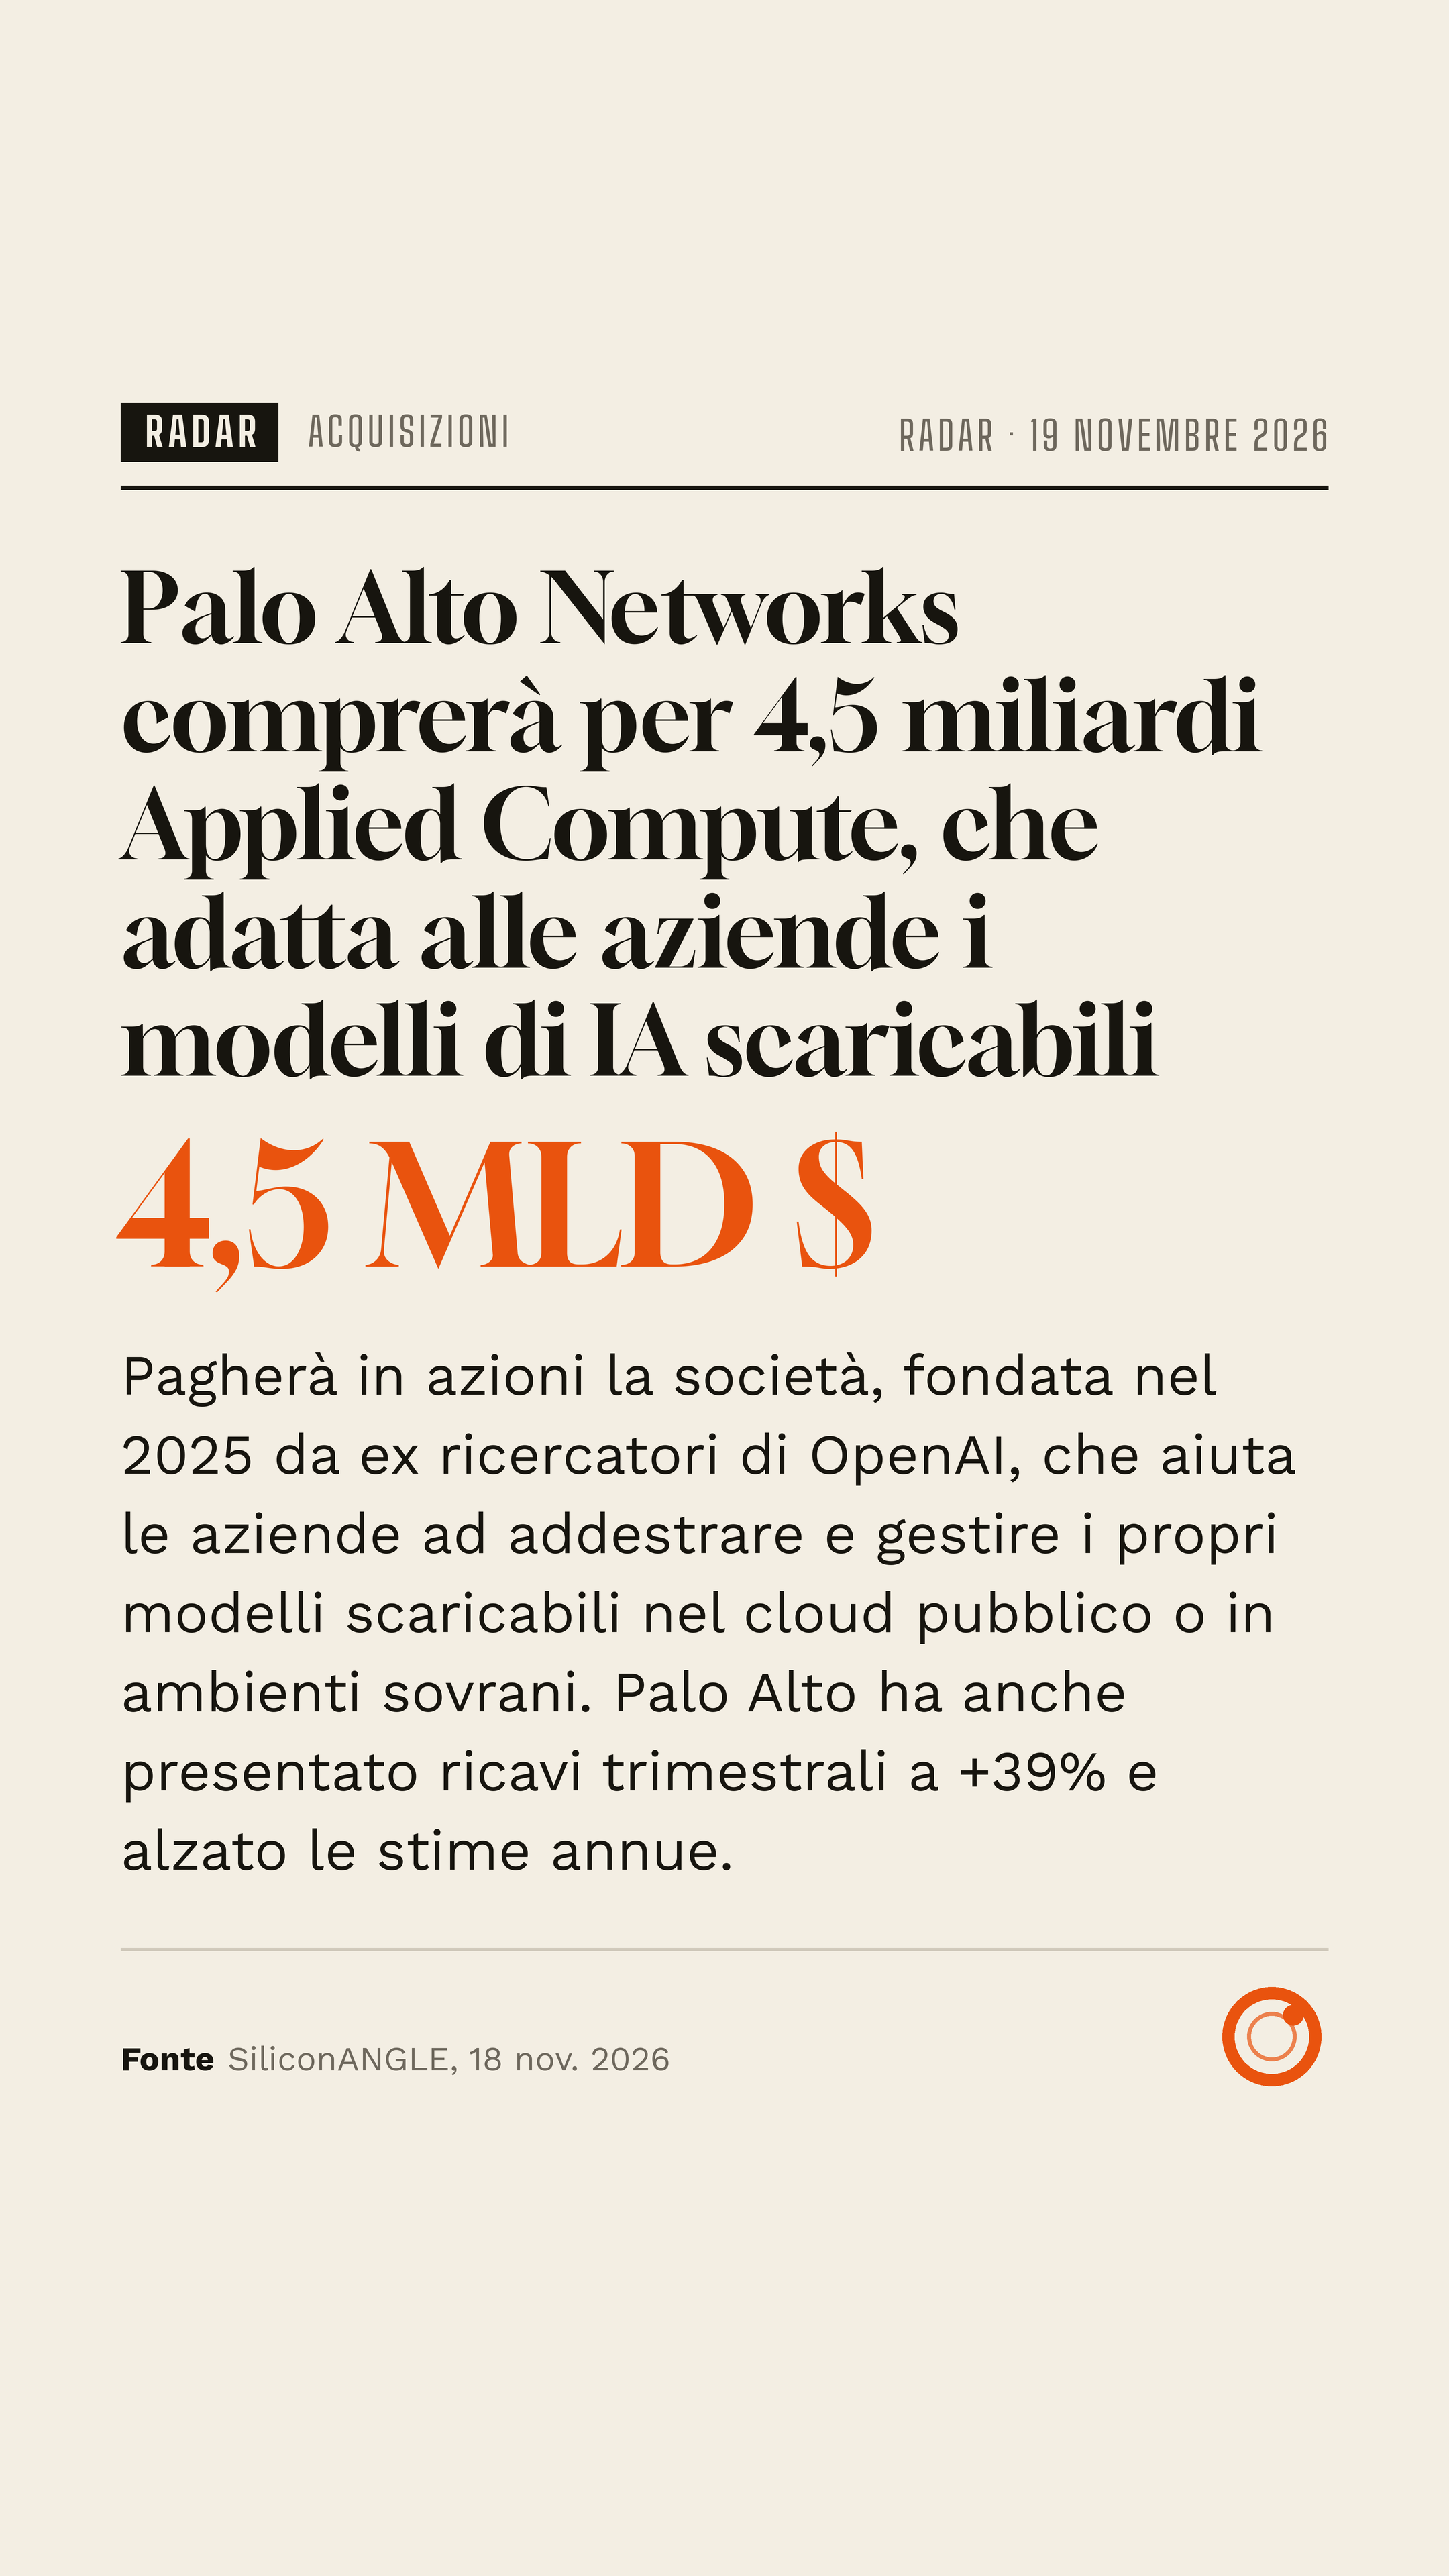 RADAR ACQUISIZIONI RADAR · 19 NOVEMBRE 2026
Palo Alto Networks
comprerà per 4,5 miliardi
Applied Compute, che
adatta alle aziende i
modelli di IA scaricabili
4,5 MLD $
Pagherà in azioni la società, fondata nel
2025 da ex ricercatori di OpenAI, che aiuta
le aziende ad addestrare e gestire i propri
modelli scaricabili nel cloud pubblico o in
ambienti sovrani. Palo Alto ha anche
presentato ricavi trimestrali a +39% e
alzato le stime annue.
Fonte SiliconANGLE, 18 nov. 2026